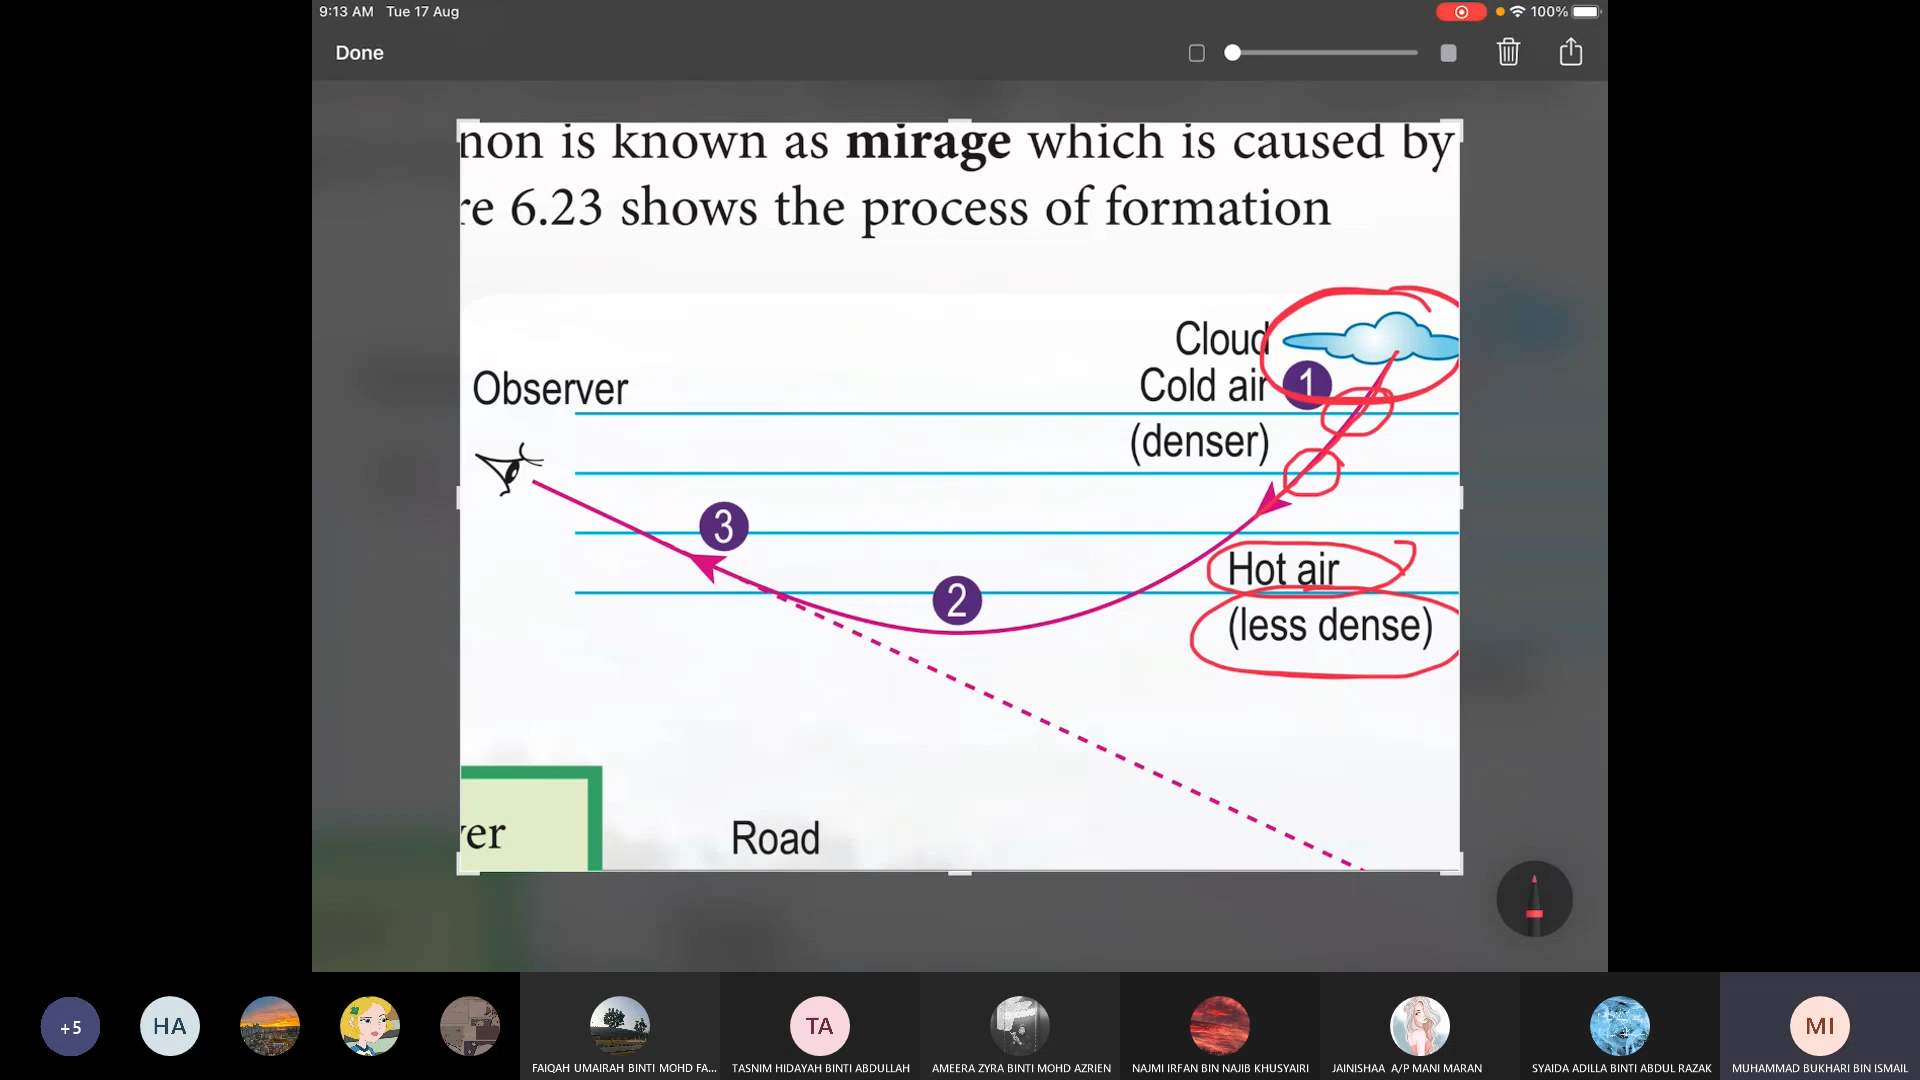 9:13 AM Tue 17 Aug
100%
Done
non is known as mirage which is caused by
re 6.23 shows the process of formation
Cloud
Observer
Cold air 1
(denser)
3
Hot air
2
(less dense)
ver
Road
+5
HA
TA
MI
FAIQAH UMAIRAH BINTI MOHD FA...
TASNIM HIDAYAH BINTI ABDULLAH
AMEERA ZYRA BINTI MOHD AZRIEN
NAJMI IRFAN BIN NAJIB KHUSYAIRI
JAINISHAA A/P MANI MARAN
SYAIDA ADILLA BINTI ABDUL RAZAK
MUHAMMAD BUKHARI BIN ISMAIL